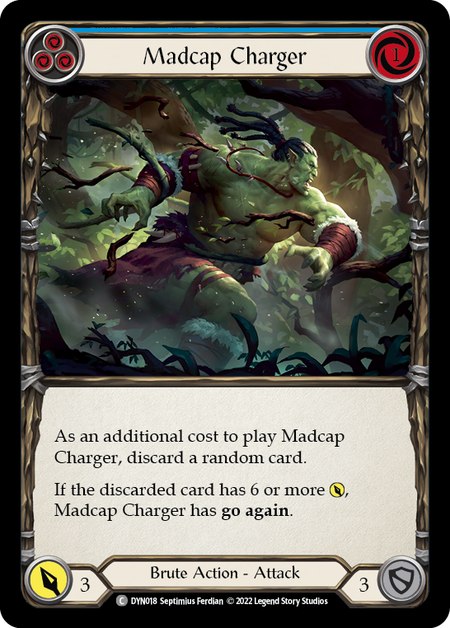 Madcap Charger
1
As an additional cost to play Madcap
Charger, discard a random card.
If the discarded card has 6 or more ,
Madcap Charger has go again.
3
Brute Action - Attack
3
C DYN018 Septimius Ferdian © 2022 Legend Story Studios